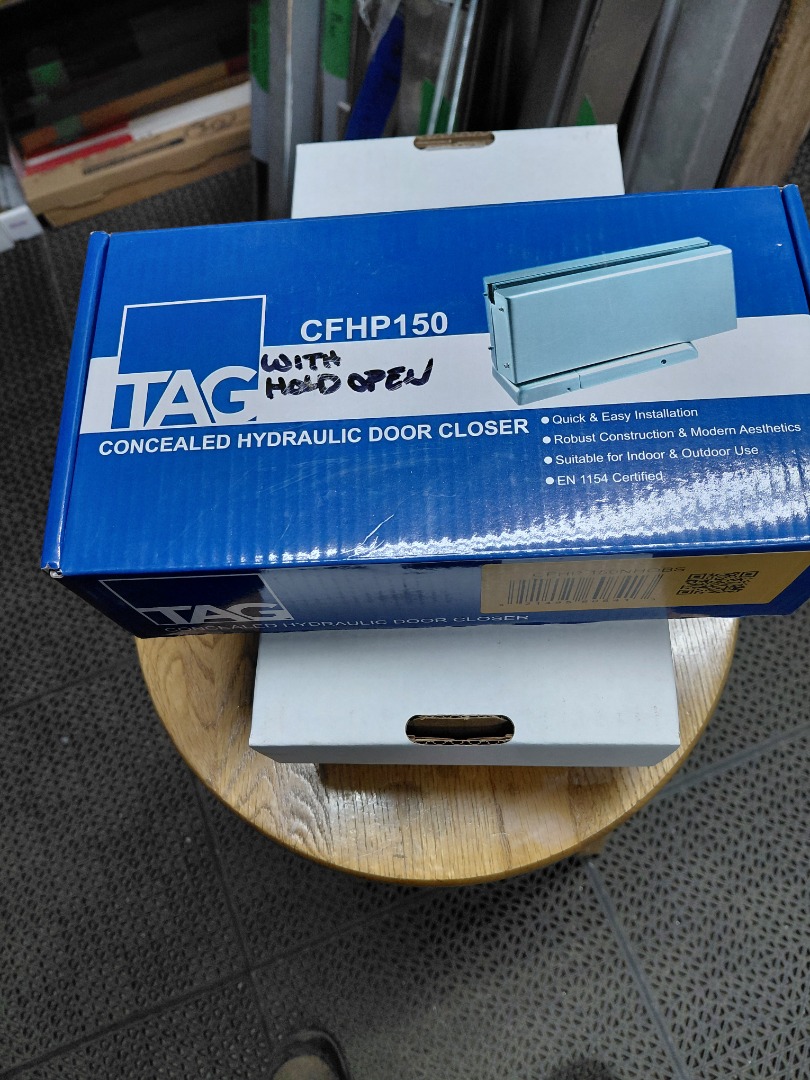 CFHP150
TAG
WITH
HOLD OPEN
CONCEALED HYDRAULIC DOOR CLOSER
Quick & Easy Installation
Robust Construction & Modern Aesthetics
Suitable for Indoor & Outdoor Use
EN 1154 Certified
TAG
CONCEALED HYDRAULIC DOOR CLOSER